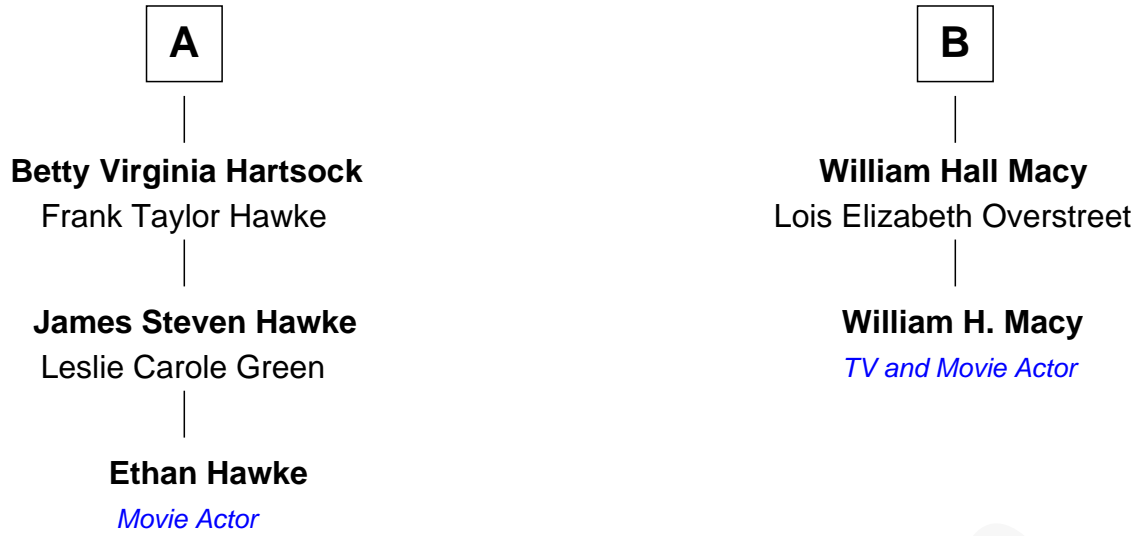 A
Betty Virginia Hartsock
Frank Taylor Hawke
James Steven Hawke
Leslie Carole Green
Ethan Hawke
Movie Actor
B
William Hall Macy
Lois Elizabeth Overstreet
William H. Macy
TV and Movie Actor